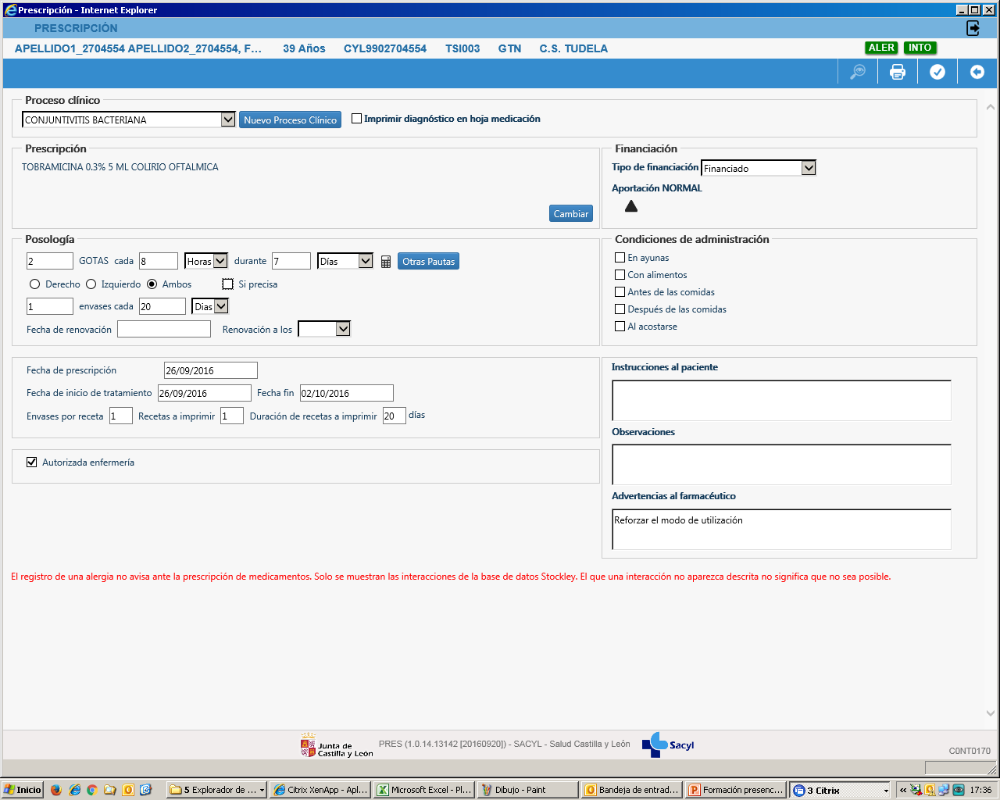 Prescripción - Internet Explorer
PRESCRIPCIÓN
APELLIDO1_2704554 APELLIDO2_2704554, F... 39 Años CYL9902704554 TSI003 GTN C.S. TUDELA ALER INTO
Proceso clínico
CONJUNTIVITIS BACTERIANA Nuevo Proceso Clínico Imprimir diagnóstico en hoja medicación
Prescripción
TOBRAMICINA 0.3% 5 ML COLIRIO OFTALMICA
Cambiar
Financiación
Tipo de financiación Financiado
Aportación NORMAL
Posología
2 GOTAS cada 8 Horas durante 7 Días Otras Pautas
Derecho Izquierdo Ambos Si precisa
1 envases cada 20 Dias
Fecha de renovación Renovación a los
Condiciones de administración
En ayunas
Con alimentos
Antes de las comidas
Después de las comidas
Al acostarse
Fecha de prescripción 26/09/2016
Fecha de inicio de tratamiento 26/09/2016 Fecha fin 02/10/2016
Envases por receta 1 Recetas a imprimir 1 Duración de recetas a imprimir 20 días
Autorizada enfermería
Instrucciones al paciente
Observaciones
Advertencias al farmacéutico
Reforzar el modo de utilización
El registro de una alergia no avisa ante la prescripción de medicamentos. Solo se muestran las interacciones de la base de datos Stockley. El que una interacción no aparezca descrita no significa que no sea posible.
Junta de
Castilla y León
PRES (1.0.14.13142 [20160920]) - SACYL - Salud Castilla y León
Sacyl
C0NT0170
Inicio 5 Explorador de ... Citrix XenApp - Apl... Microsoft Excel - Pl... Dibujo - Paint Bandeja de entrad... Formación presenc... 3 Citrix 17:36